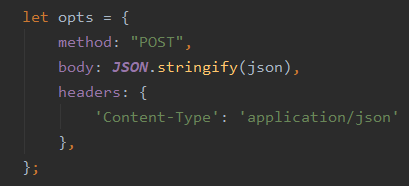 let opts = {
    method: "POST",
    body: JSON.stringify(json),
    headers: {
        'Content-Type': 'application/json'
    },
};